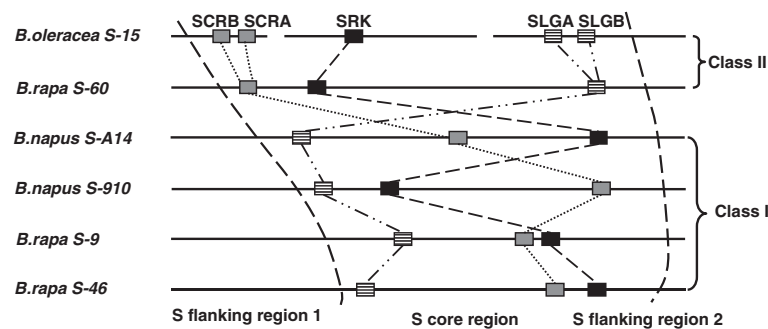 SCRB SCRA SRK SLGA SLGB
B.oleracea S-15
Class II
B.rapa S-60
B.napus S-A14
B.napus S-910
Class I
B.rapa S-9
B.rapa S-46
S flanking region 1 S core region S flanking region 2